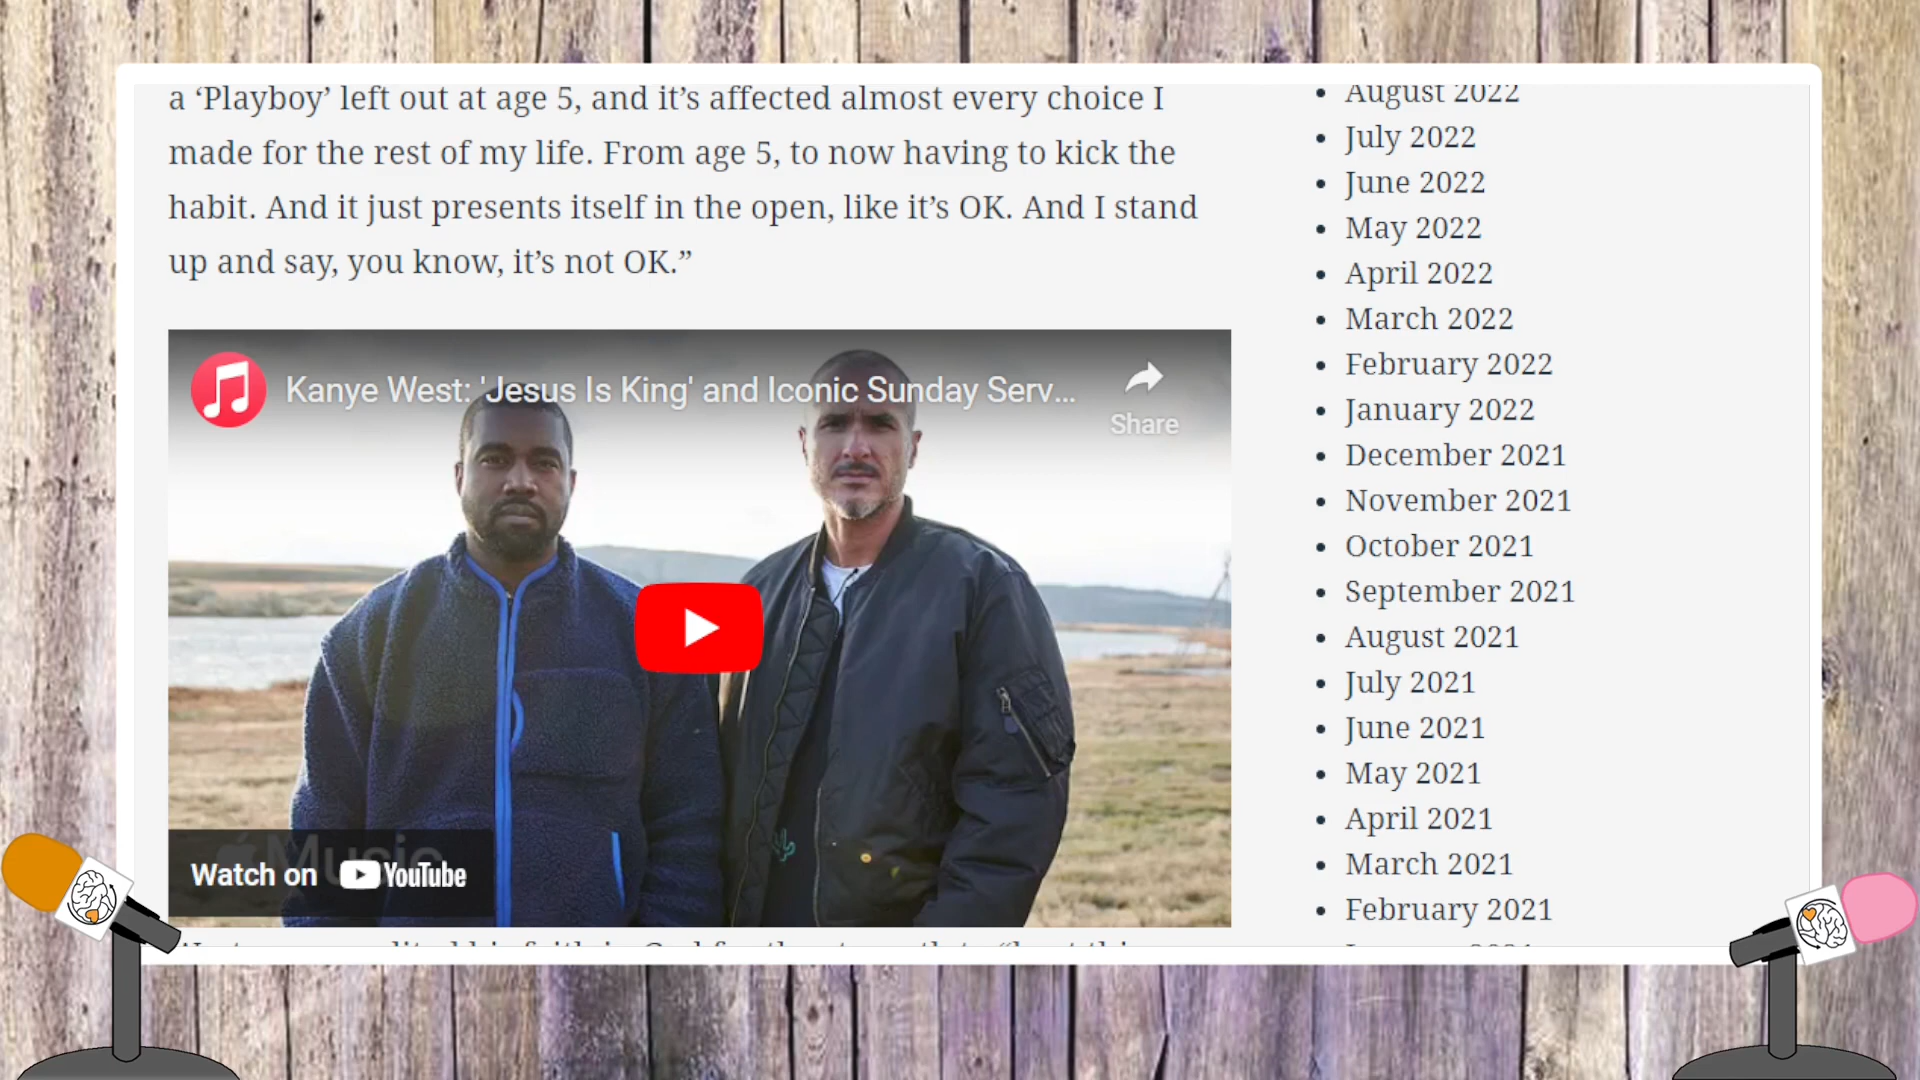 a ‘Playboy’ left out at age 5, and it’s affected almost every choice I
made for the rest of my life. From age 5, to now having to kick the
habit. And it just presents itself in the open, like it’s OK. And I stand
up and say, you know, it’s not OK.”
Kanye West: 'Jesus Is King' and Iconic Sunday Serv...
Share
Music
Watch on YouTube
August 2022
July 2022
June 2022
May 2022
April 2022
March 2022
February 2022
January 2022
December 2021
November 2021
October 2021
September 2021
August 2021
July 2021
June 2021
May 2021
April 2021
March 2021
February 2021